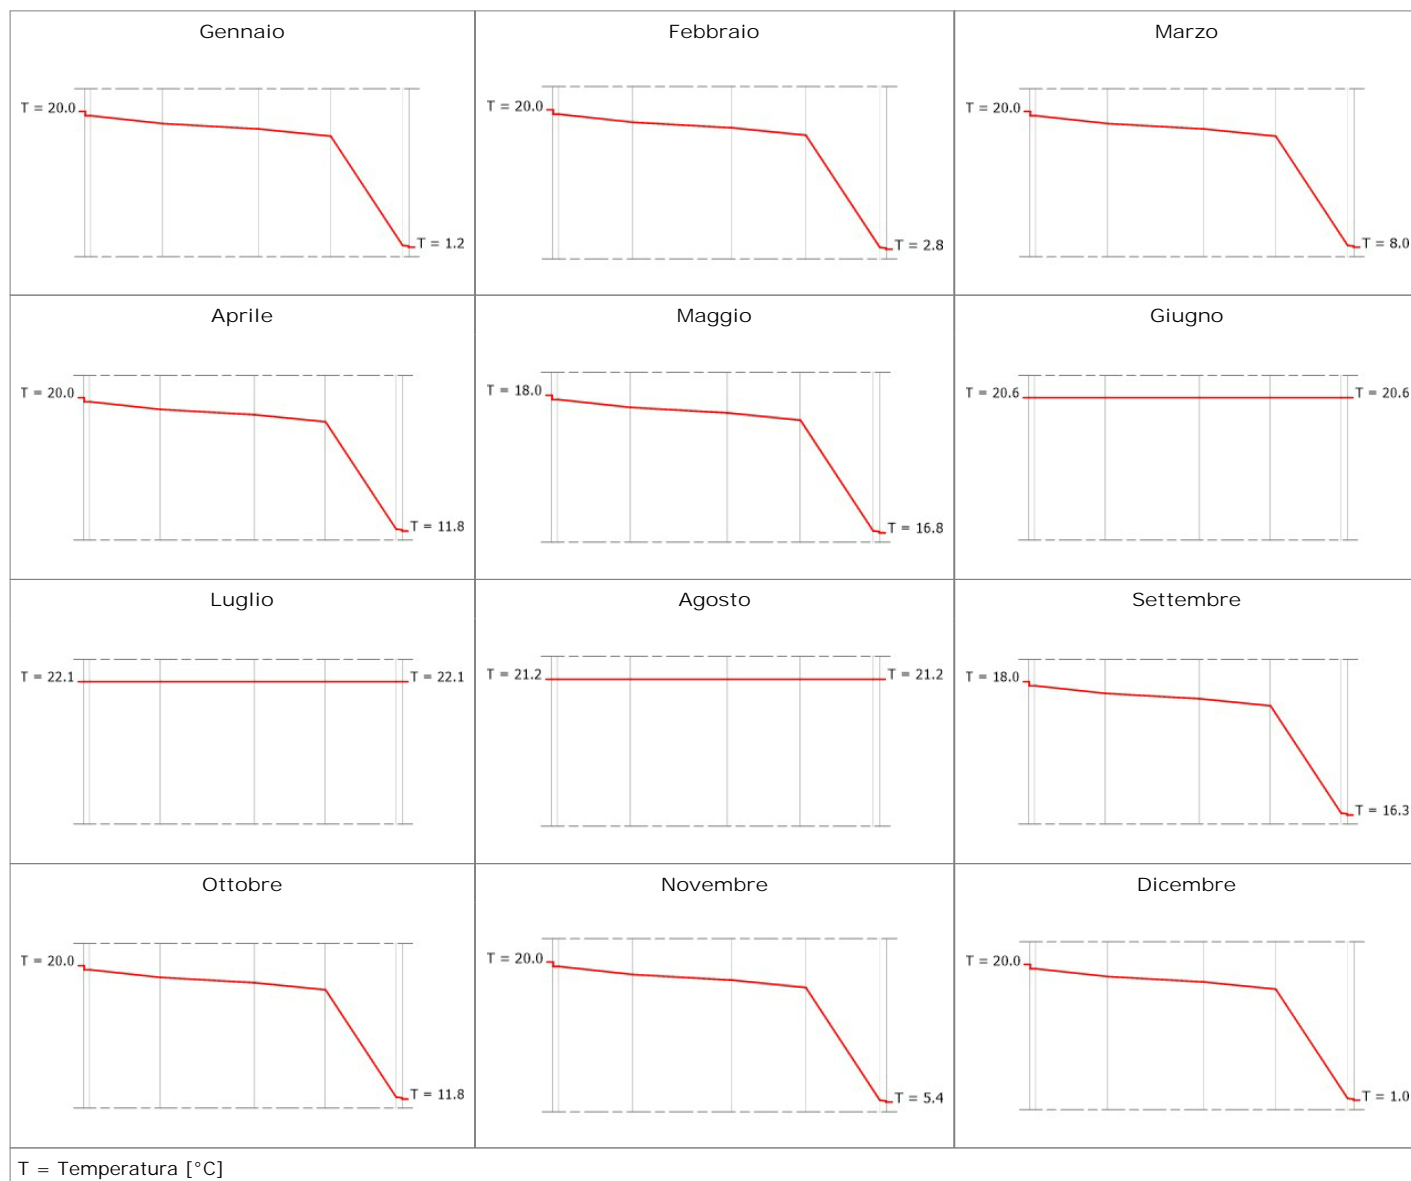 Gennaio
T = 20.0
T = 1.2
Febbraio
T = 20.0
T = 2.8
Marzo
T = 20.0
T = 8.0
Aprile
T = 20.0
T = 11.8
Maggio
T = 18.0
T = 16.8
Giugno
T = 20.6
T = 20.6
Luglio
T = 22.1
T = 22.1
Agosto
T = 21.2
T = 21.2
Settembre
T = 18.0
T = 16.3
Ottobre
T = 20.0
T = 11.8
Novembre
T = 20.0
T = 5.4
Dicembre
T = 20.0
T = 1.0
T = Temperatura [°C]